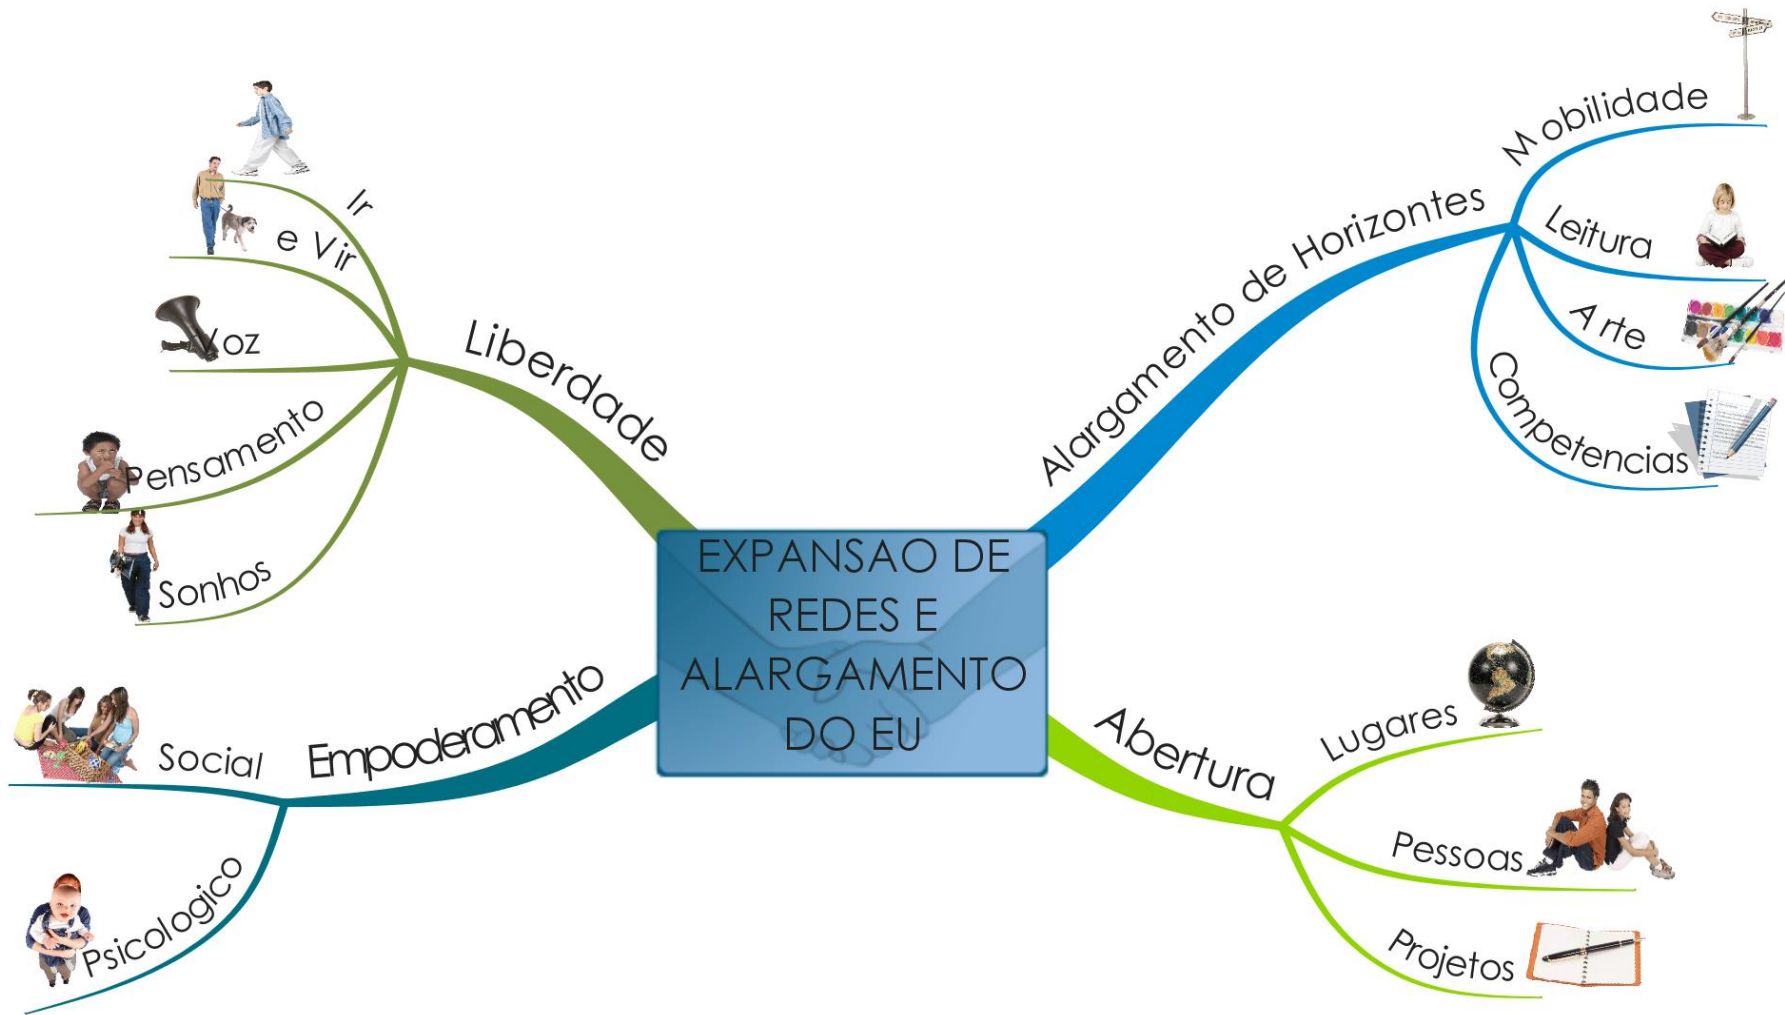 EXPANSAO DE
REDES E
ALARGAMENTO
DO EU
Alargamento de Horizontes
Mobilidade
Leitura
Arte
Competencias
Abertura
Lugares
Pessoas
Projetos
Empoderamento
Social
Psicologico
Liberdade
Ir
e Vir
Voz
Pensamento
Sonhos